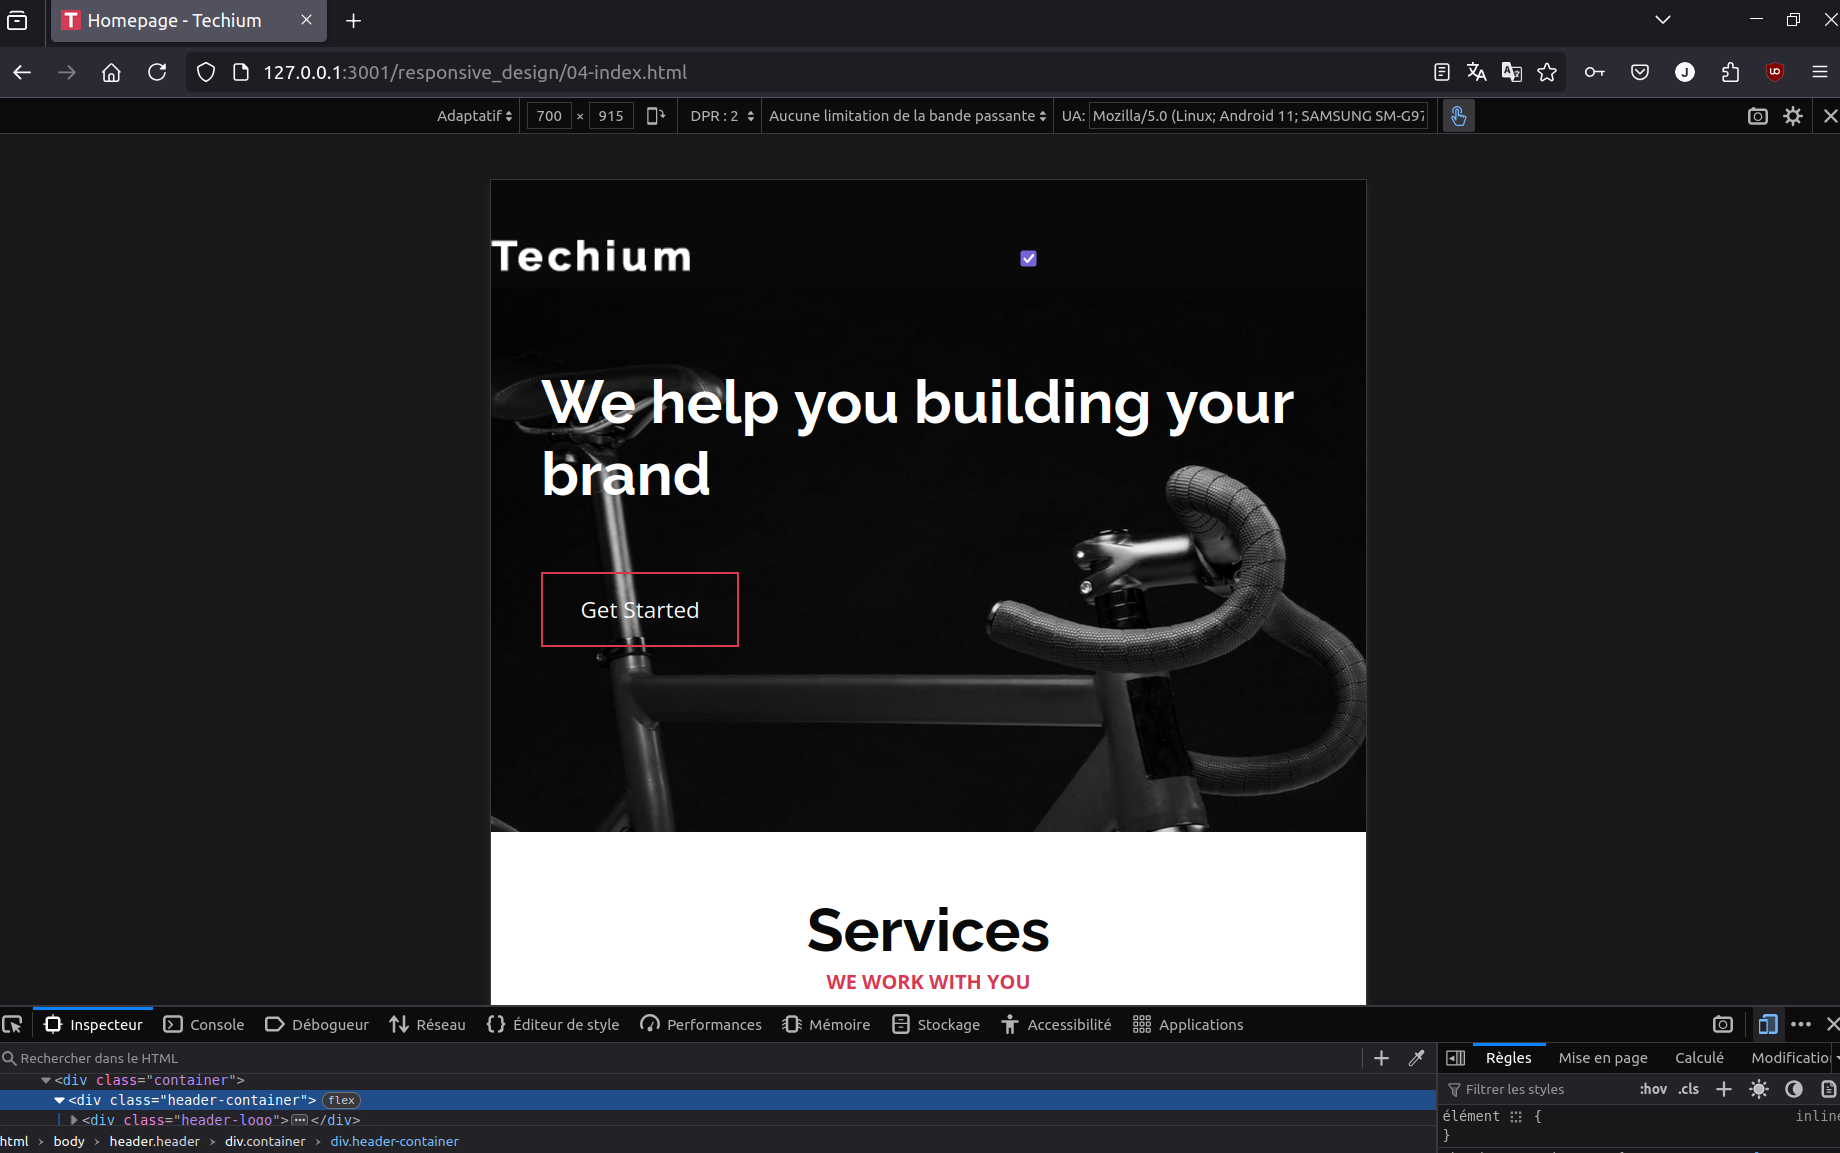 Homepage - Techium
127.0.0.1:3001/responsive_design/04-index.html
Adaptatif 700 × 915 DPR : 2 Aucune limitation de la bande passante UA: Mozilla/5.0 (Linux; Android 11; SAMSUNG SM-G97
Techium
We help you building your
brand
Get Started
Services
WE WORK WITH YOU
Inspecteur Console Débogueur Réseau Éditeur de style Performances Mémoire Stockage Accessibilité Applications
Rechercher dans le HTML
Règles Mise en page Calculé Modification
<div class="container">
<div class="header-container"> flex
<div class="header-logo"> ••• </div>
html › body › header.header › div.container › div.header-container
Filtrer les styles :hov .cls
élément { inline
}